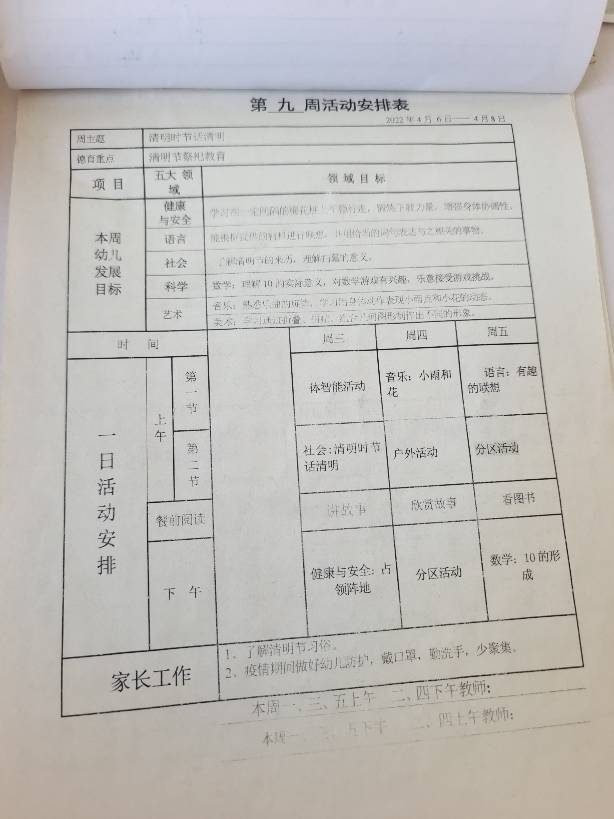 第 九 周活动安排表
2022年4月6日——4月8日
周主题 清明时节话清明
德育重点 清明节祭祀教育
项目 五大领域 领域目标
本周幼儿发展目标
健康与安全
语言
社会 了解清明节的来历，理解扫墓的意义。
科学 数学：理解10的实际意义，对数学游戏有兴趣，乐意接受游戏挑战。
艺术
时 间 周三 周四 周五
一日活动安排
上午 第一节 体智能活动 音乐：小雨和花 语言：有趣的联想
第二节 社会：清明时节话清明 户外活动 分区活动
餐前阅读 讲故事 欣赏故事 看图书
下 午 健康与安全：占领阵地 分区活动 数学：10的形成
家长工作
1、了解清明节习俗。
2、疫情期间做好幼儿防护，戴口罩，勤洗手，少聚集。
本周一、三、五上午 二、四下午教师：
本周一、三、五下午 二、四上午教师：